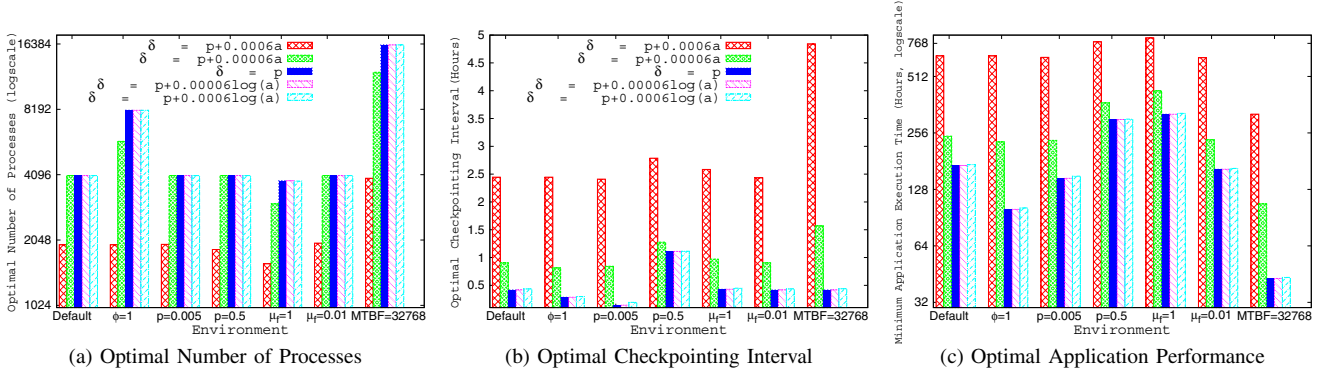 Optimal Number of Processes (logscale)
16384
8192
4096
2048
1024
δ = p+0.0006a
δ = p+0.00006a
δ = p
δ = p+0.00006log(a)
δ = p+0.0006log(a)
Default φ=1 p=0.005 p=0.5 μf=1 μf=0.01 MTBF=32768
Environment
(a) Optimal Number of Processes
Optimal Checkpointing Interval(Hours)
5
4.5
4
3.5
3
2.5
2
1.5
1
0.5
δ = p+0.0006a
δ = p+0.00006a
δ = p
δ = p+0.00006log(a)
δ = p+0.0006log(a)
Default φ=1 p=0.005 p=0.5 μf=1 μf=0.01 MTBF=32768
Environment
(b) Optimal Checkpointing Interval
Minimum Application Execution Time (Hours, logscale)
768
512
256
128
64
32
Default φ=1 p=0.005 p=0.5 μf=1 μf=0.01 MTBF=32768
Environment
(c) Optimal Application Performance